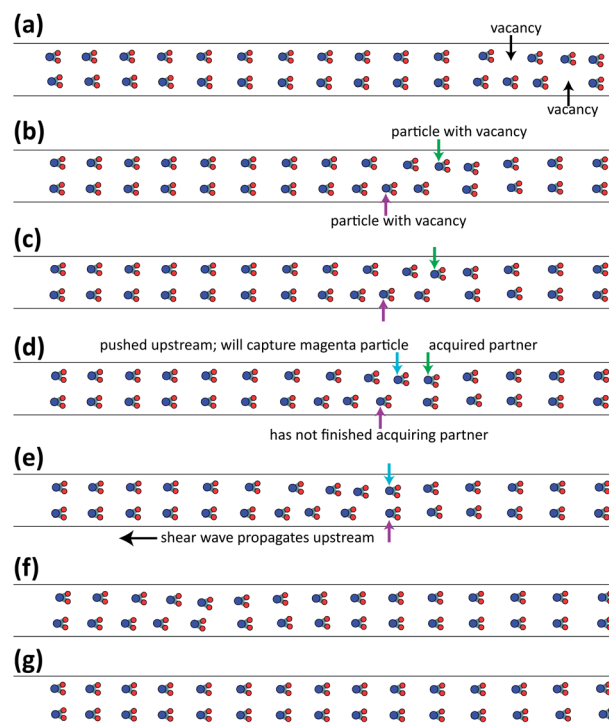 (a)
vacancy
vacancy
(b)
particle with vacancy
particle with vacancy
(c)
(d)
pushed upstream; will capture magenta particle
acquired partner
has not finished acquiring partner
(e)
shear wave propagates upstream
(f)
(g)